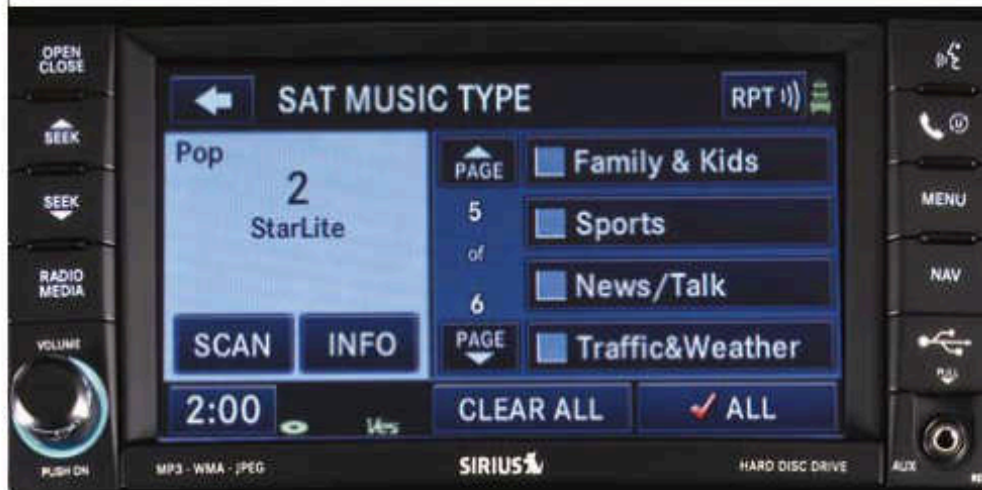 OPEN
CLOSE
SEEK
SEEK
RADIO
MEDIA
VOLUME
PUSH ON
SAT MUSIC TYPE
RPT
Pop
2
StarLite
SCAN
INFO
PAGE
5
of
6
PAGE
Family & Kids
Sports
News/Talk
Traffic&Weather
2:00
CLEAR ALL
ALL
MP3 - WMA - JPEG
SIRIUS
HARD DISC DRIVE
MENU
NAV
PULL
AUX